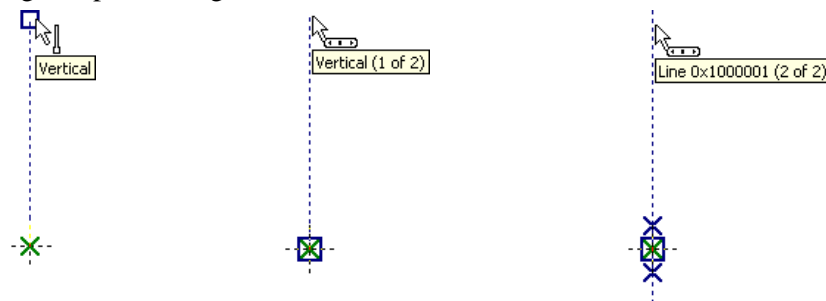 Vertical
Vertical (1 of 2)
Line 0x1000001 (2 of 2)